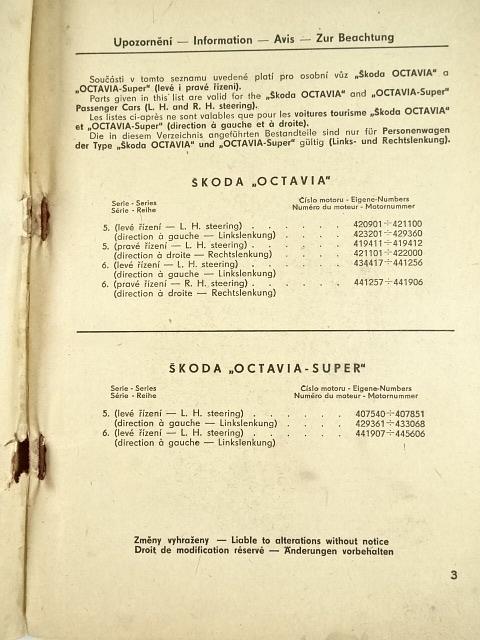 Upozornění — Information — Avis — Zur Beachtung
Součásti v tomto seznamu uvedené platí pro osobní vůz „Škoda OCTAVIA“ a
„OCTAVIA-Super“ (levé i pravé řízení).
Parts given in this list are valid for the „Škoda OCTAVIA“ and „OCTAVIA-Super“
Passenger Cars (L. H. and R. H. steering).
Les listes ci-après ne sont valables que pour les voitures tourisme „Škoda OCTAVIA“
et „OCTAVIA-Super“ (direction à gauche et à droite).
Die in diesem Verzeichnis angeführten Bestandteile sind nur für Personenwagen
der Type „Škoda OCTAVIA“ und „OCTAVIA-Super“ gültig (Links- und Rechtslenkung).
ŠKODA „OCTAVIA“
Serie - Series Číslo motoru - Eigene-Numbers
Série - Reihe Numéro du moteur - Motornummer
5. (levé řízení — L. H. steering) . . . . . . 420901÷421100
(direction à gauche — Linkslenkung) . . . . 423201÷429360
5. (pravé řízení — L. H. steering) . . . . . . 419411÷419412
(direction à droite — Rechtslenkung) . . . . 421101÷422000
6. (levé řízení — L. H. steering) . . . . . . 434417÷441256
(direction à gauche — Linkslenkung)
6. (pravé řízení — R. H. steering) . . . . . . 441257÷441906
(direction à droite — Rechtslenkung)
ŠKODA „OCTAVIA-SUPER“
Serie - Series Číslo motoru - Eigene-Numbers
Série - Reihe Numéro du moteur - Motornummer
5. (levé řízení — L. H. steering) . . . . . . 407540÷407851
(direction à gauche — Linkslenkung) . . . . 429361÷433068
6. (levé řízení — L. H. steering) . . . . . . 441907÷445606
(direction à gauche — Linkslenkung)
Změny vyhraženy — Liable to alterations without notice
Droit de modification réservé — Änderungen vorbehalten
3